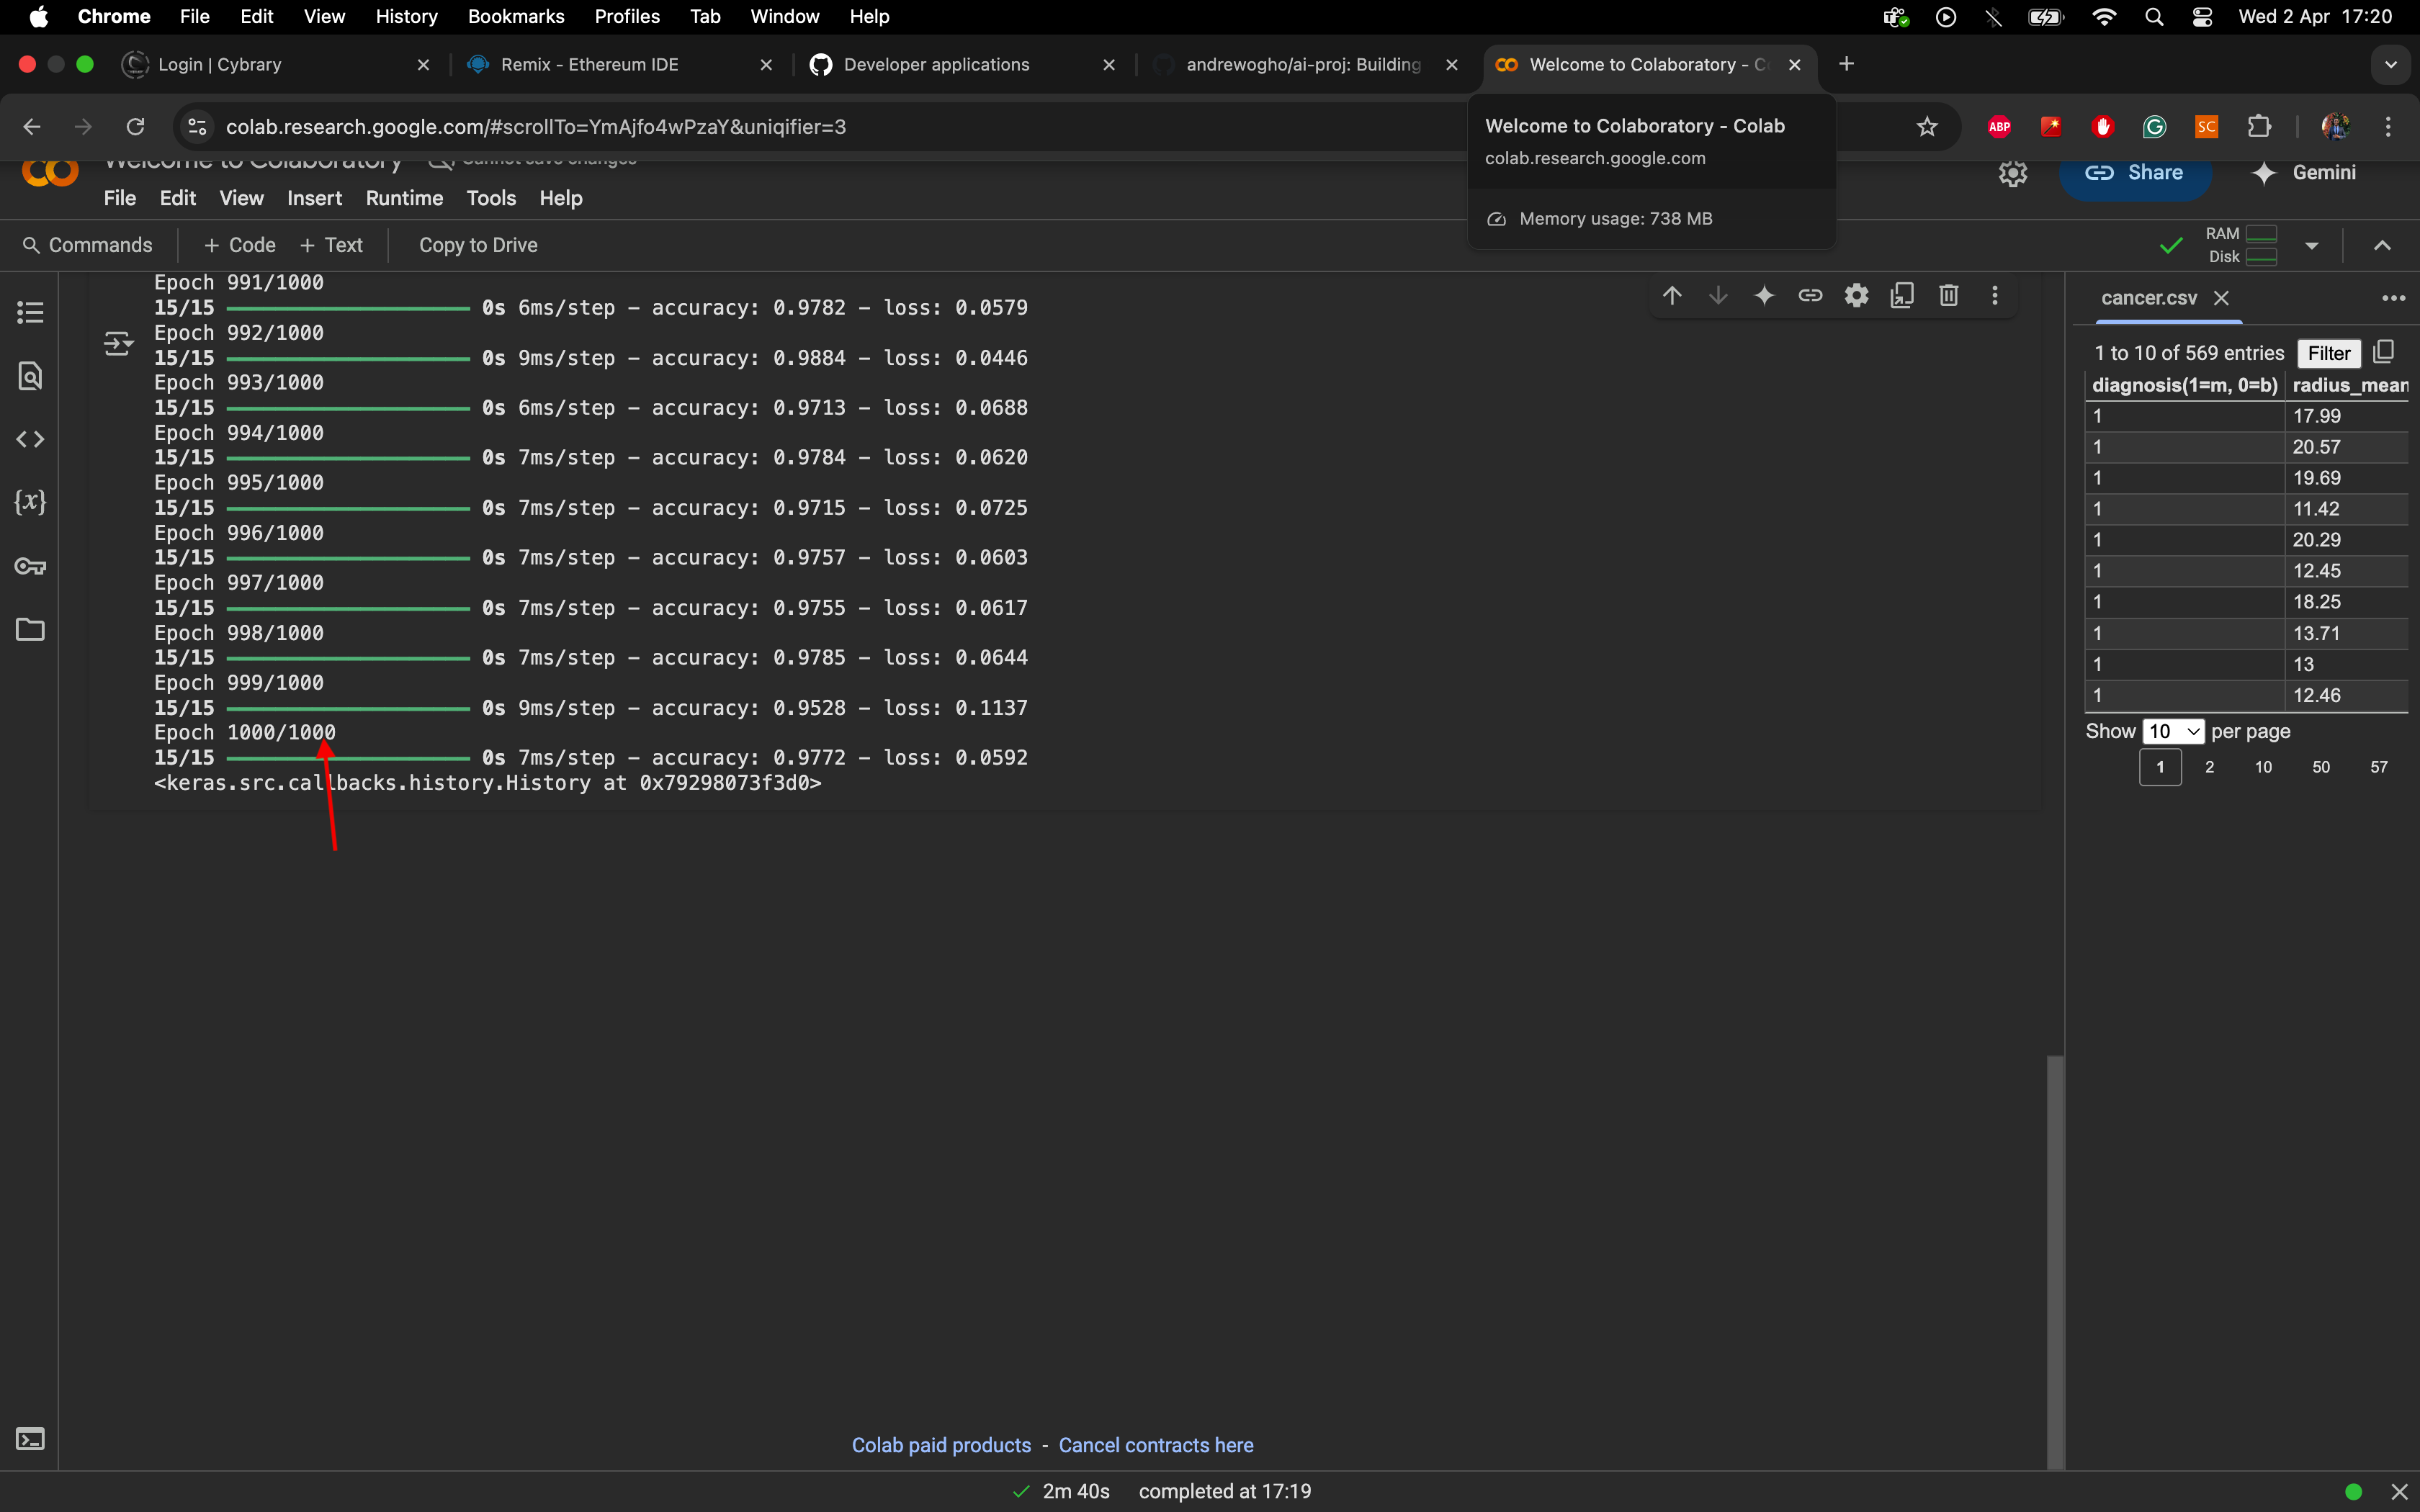 Chrome File Edit View History Bookmarks Profiles Tab Window Help Wed 2 Apr 17:20
Login | Cybrary Remix - Ethereum IDE Developer applications andrewogho/ai-proj: Building Welcome to Colaboratory - C
colab.research.google.com/#scrollTo=YmAjfo4wPzaY&uniqifier=3
ABP SC
Welcome to Colaboratory - Colab
colab.research.google.com
Memory usage: 738 MB
Welcome to Colaboratory Cannot save changes
File Edit View Insert Runtime Tools Help
Share Gemini
Commands + Code + Text Copy to Drive
RAM
Disk
Epoch 991/1000
15/15 0s 6ms/step - accuracy: 0.9782 - loss: 0.0579
Epoch 992/1000
15/15 0s 9ms/step - accuracy: 0.9884 - loss: 0.0446
Epoch 993/1000
15/15 0s 6ms/step - accuracy: 0.9713 - loss: 0.0688
Epoch 994/1000
15/15 0s 7ms/step - accuracy: 0.9784 - loss: 0.0620
Epoch 995/1000
15/15 0s 7ms/step - accuracy: 0.9715 - loss: 0.0725
Epoch 996/1000
15/15 0s 7ms/step - accuracy: 0.9757 - loss: 0.0603
Epoch 997/1000
15/15 0s 7ms/step - accuracy: 0.9755 - loss: 0.0617
Epoch 998/1000
15/15 0s 7ms/step - accuracy: 0.9785 - loss: 0.0644
Epoch 999/1000
15/15 0s 9ms/step - accuracy: 0.9528 - loss: 0.1137
Epoch 1000/1000
15/15 0s 7ms/step - accuracy: 0.9772 - loss: 0.0592
<keras.src.callbacks.history.History at 0x79298073f3d0>
cancer.csv
1 to 10 of 569 entries Filter
diagnosis(1=m, 0=b) radius_mean
1 17.99
1 20.57
1 19.69
1 11.42
1 20.29
1 12.45
1 18.25
1 13.71
1 13
1 12.46
Show 10 per page
1 2 10 50 57
Colab paid products - Cancel contracts here
2m 40s completed at 17:19